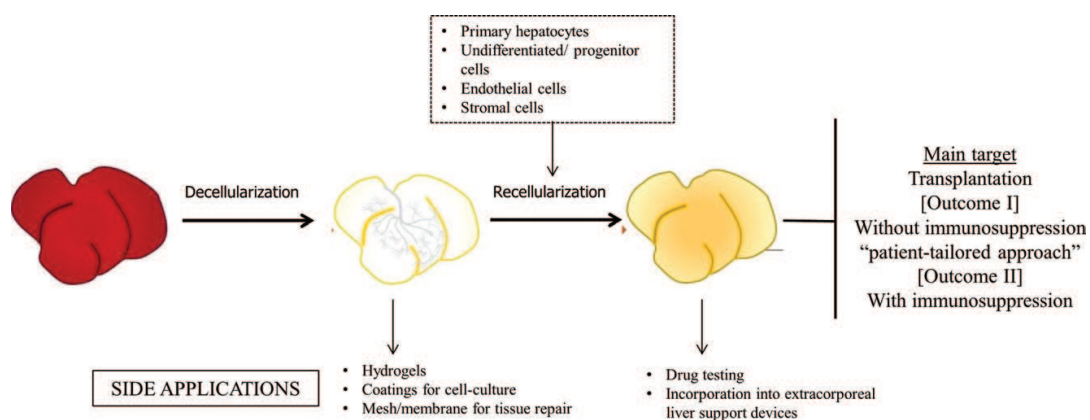 • Primary hepatocytes
• Undifferentiated/ progenitor
cells
• Endothelial cells
• Stromal cells
Decellularization
Recellularization
Main target
Transplantation
[Outcome I]
Without immunosuppression
“patient-tailored approach”
[Outcome II]
With immunosuppression
SIDE APPLICATIONS
• Hydrogels
• Coatings for cell-culture
• Mesh/membrane for tissue repair
• Drug testing
• Incorporation into extracorporeal
liver support devices